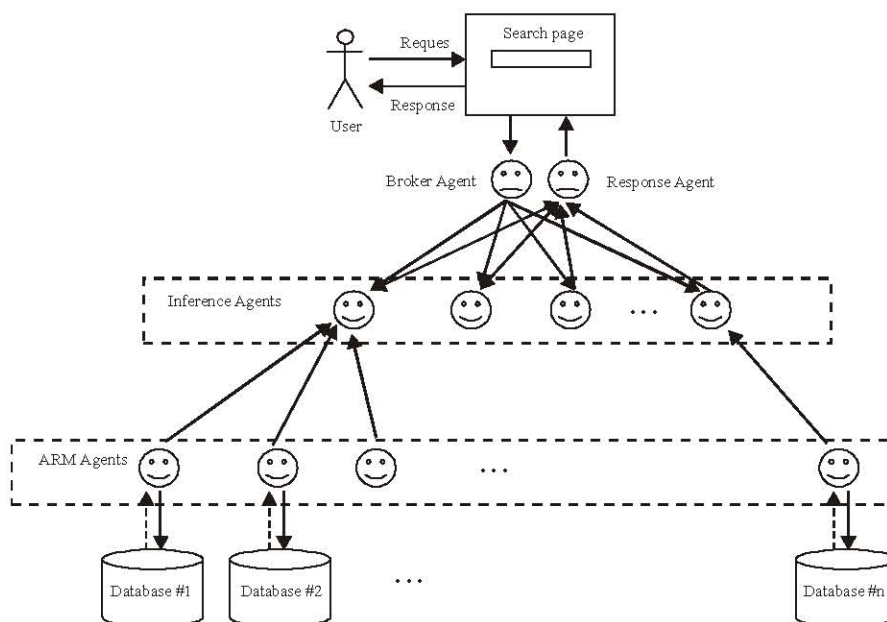 Search page
Reques
Response
User
Broker Agent
Response Agent
Inference Agents
...
ARM Agents
...
Database #1
Database #2
...
Database #n